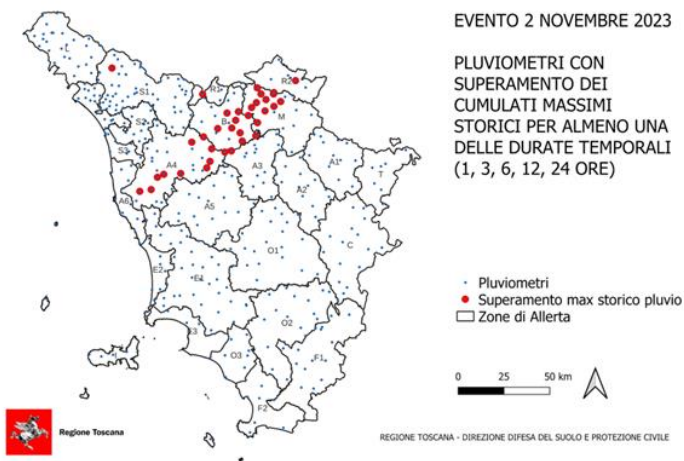 EVENTO 2 NOVEMBRE 2023
PLUVIOMETRI CON
SUPERAMENTO DEI
CUMULATI MASSIMI
STORICI PER ALMENO UNA
DELLE DURATE TEMPORALI
(1, 3, 6, 12, 24 ORE)
L
S1
R1
R2
S2
B
M
S3
A4
A3
A1
T
A6
A5
A2
C
O1
E2
E1
E3
O2
O3
F1
I
F2
Pluviometri
Superamento max storico pluvio
Zone di Allerta
0 25 50 km
Regione Toscana
REGIONE TOSCANA - DIREZIONE DIFESA DEL SUOLO E PROTEZIONE CIVILE